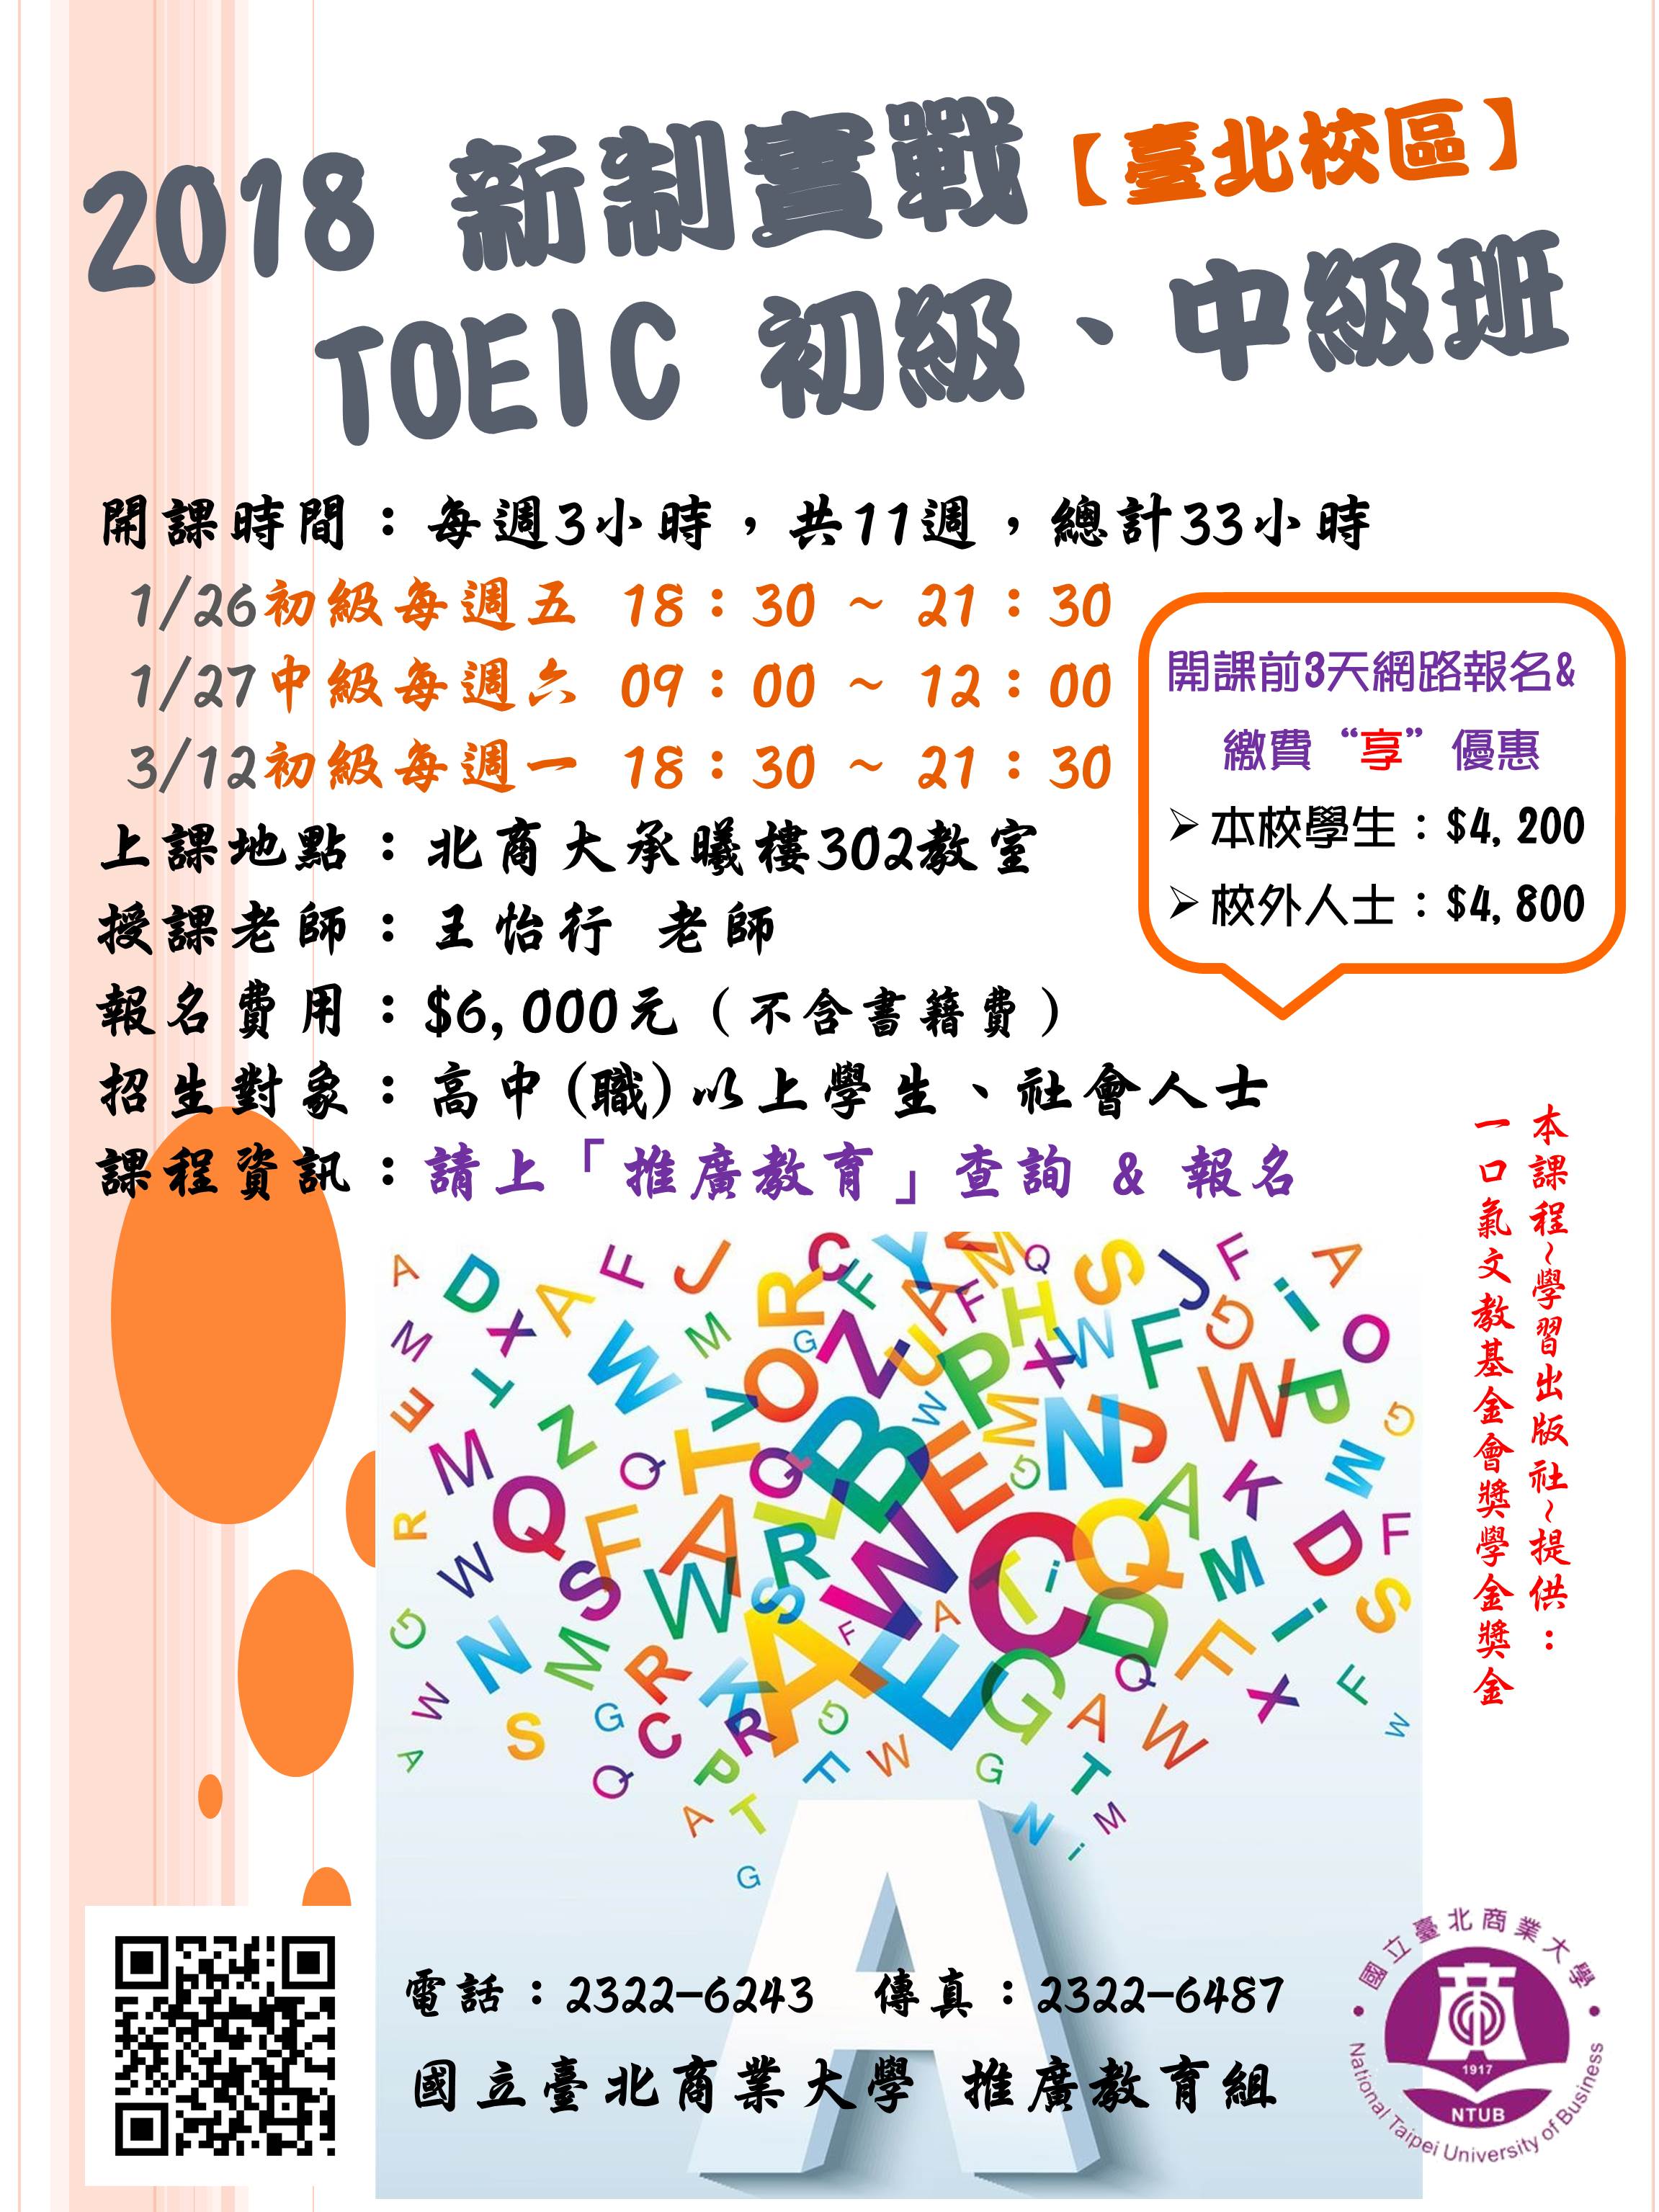 2018 新制實戰【臺北校區】
TOEIC 初級、中級班
開課時間：每週3小時，共11週，總計33小時
1/26初級每週五 18：30 ~ 21：30
1/27中級每週六 09：00 ~ 12：00
3/12初級每週一 18：30 ~ 21：30
上課地點：北商大承曦樓302教室
授課老師：王怡行 老師
報名費用：$6,000元（不含書籍費）
招生對象：高中(職)以上學生、社會人士
課程資訊：請上「推廣教育」查詢 & 報名
開課前3天網路報名&
繳費“享”優惠
➢本校學生：$4,200
➢校外人士：$4,800
本課程~學習出版社~提供：
一口氣文教基金會獎學金獎金
電話：2322-6243 傳真：2322-6487
國立臺北商業大學 推廣教育組
國立臺北商業大學
1917
NTUB
National Taipei University of Business